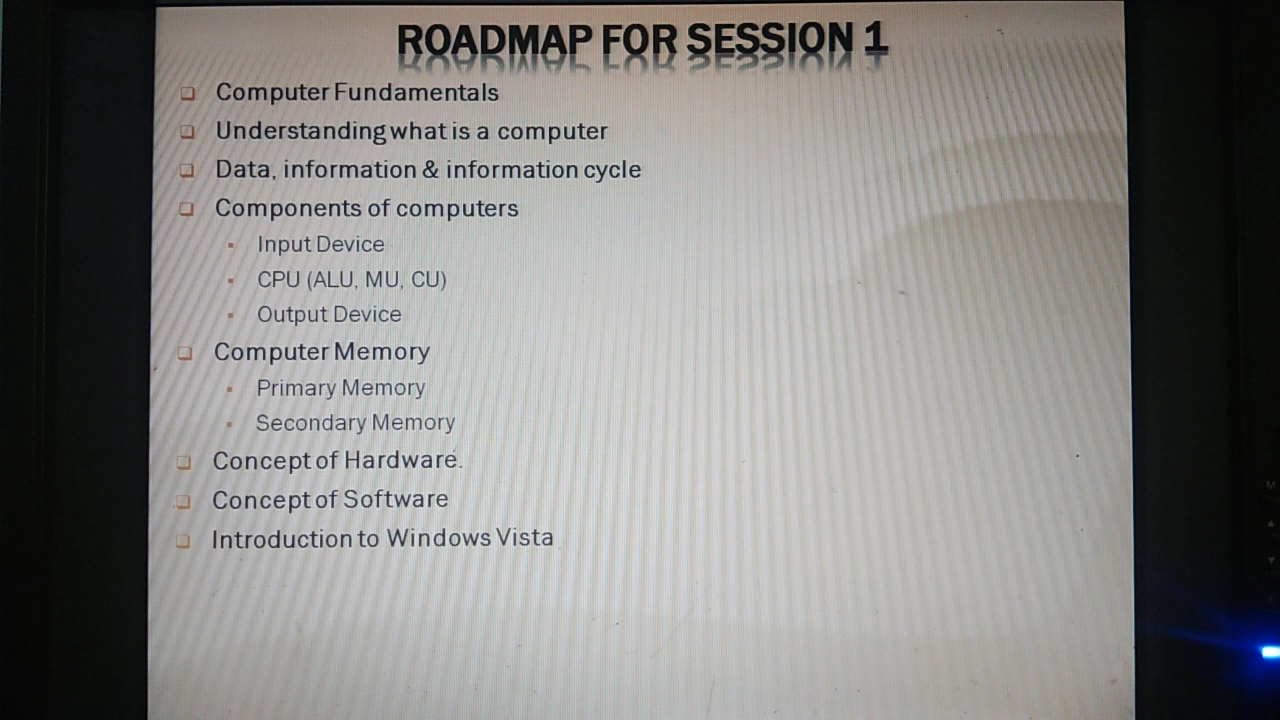 ROADMAP FOR SESSION 1
Computer Fundamentals
Understanding what is a computer
Data, information & information cycle
Components of computers
Input Device
CPU (ALU, MU, CU)
Output Device
Computer Memory
Primary Memory
Secondary Memory
Concept of Hardware.
Concept of Software
Introduction to Windows Vista
M